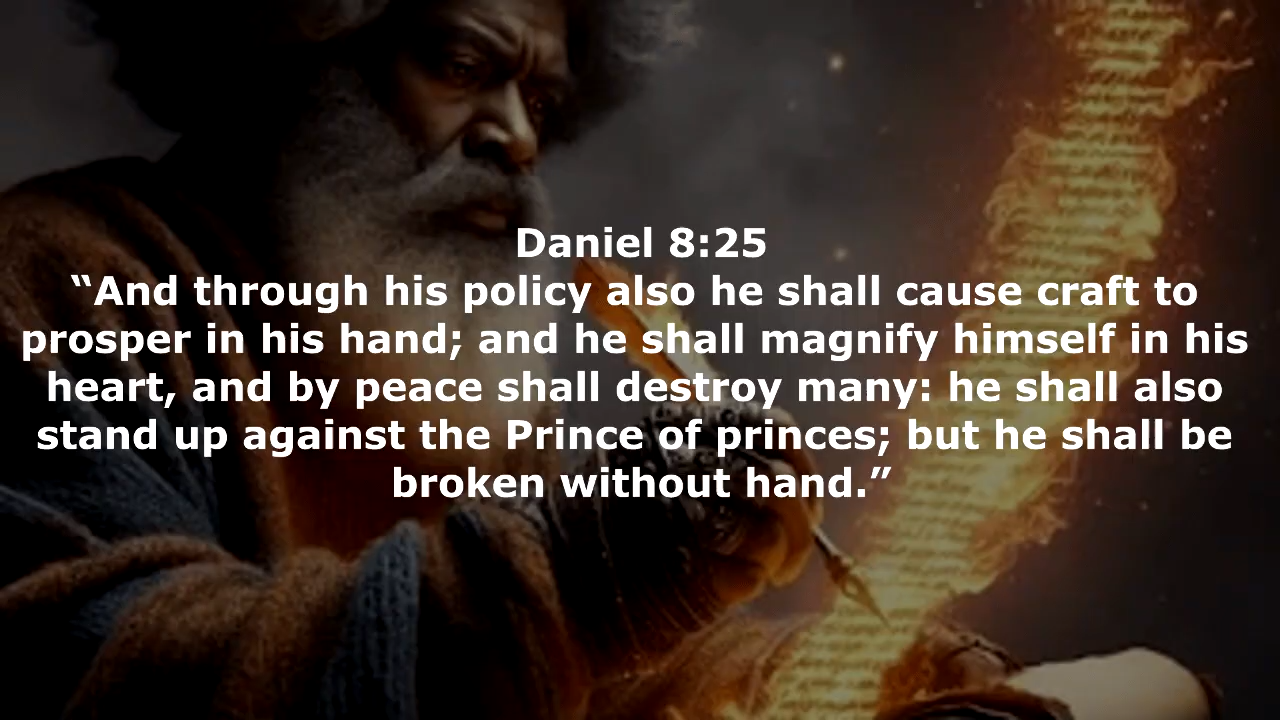 Daniel 8:25
“And through his policy also he shall cause craft to
prosper in his hand; and he shall magnify himself in his
heart, and by peace shall destroy many: he shall also
stand up against the Prince of princes; but he shall be
broken without hand.”